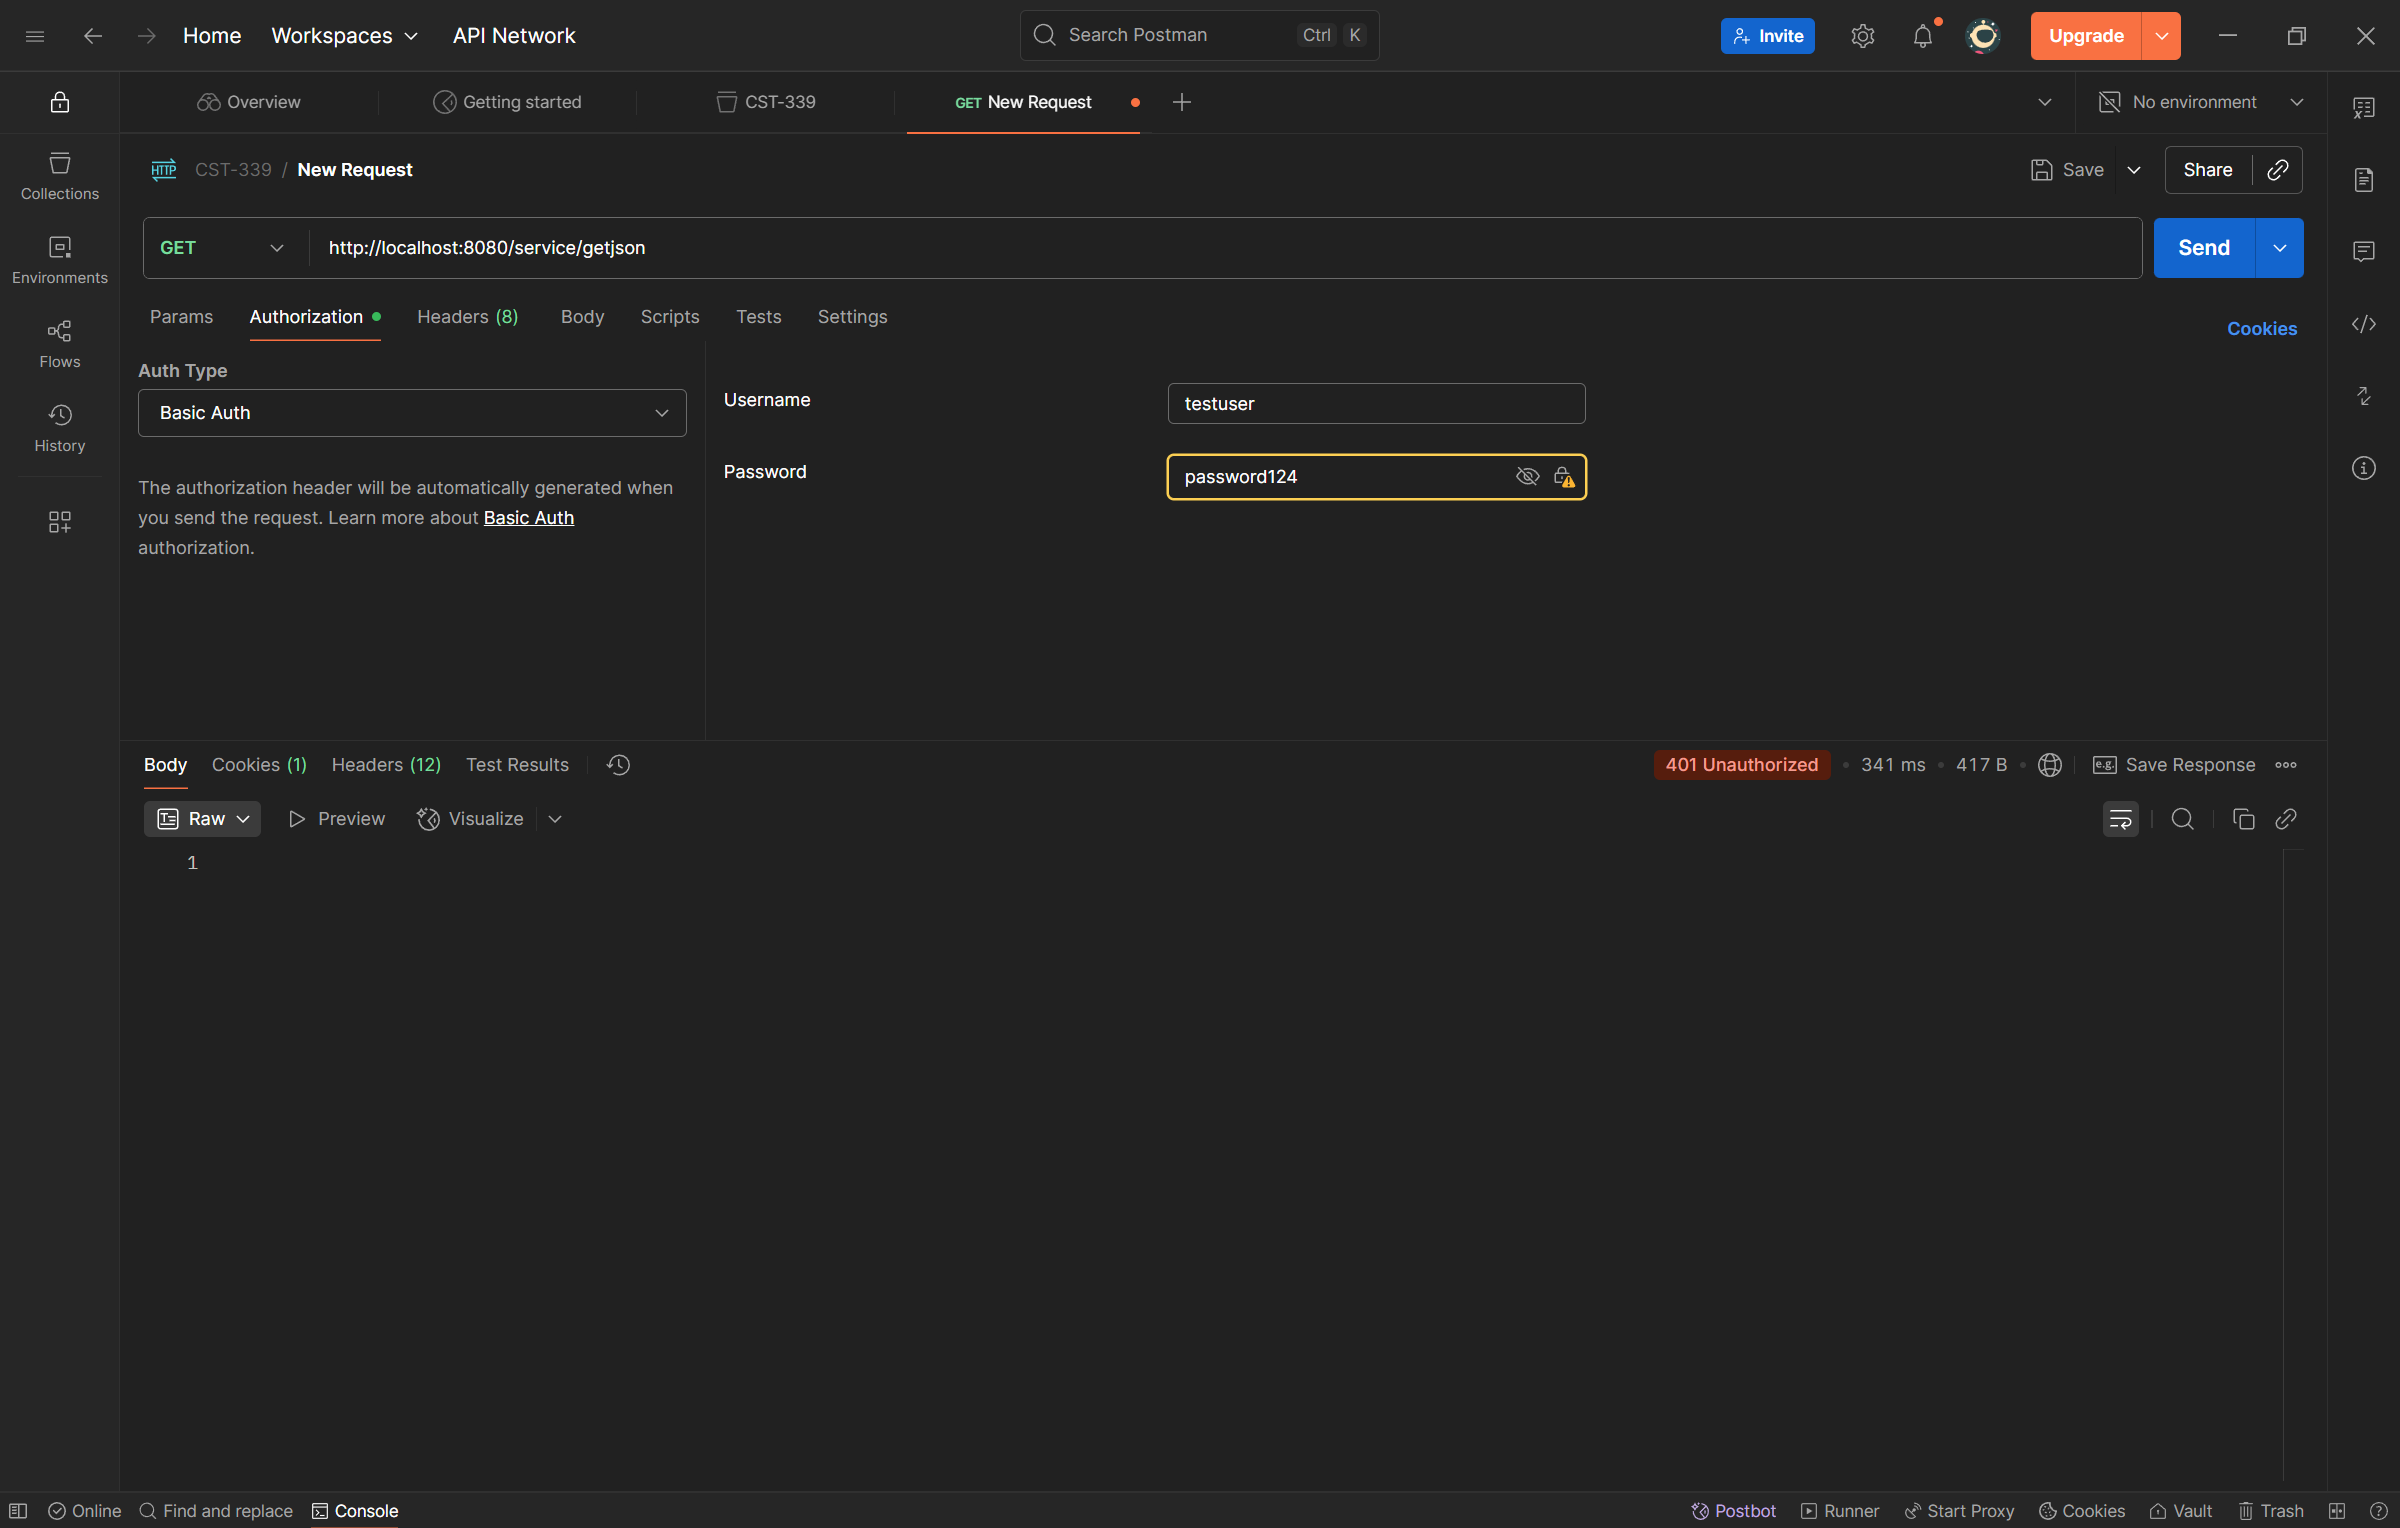 Home Workspaces API Network Search Postman Ctrl K Invite Upgrade
Overview Getting started CST-339 GET New Request No environment
HTTP CST-339 / New Request Save Share
Collections
Environments
Flows
History
GET http://localhost:8080/service/getjson Send
Params Authorization Headers (8) Body Scripts Tests Settings Cookies
Auth Type
Basic Auth
The authorization header will be automatically generated when
you send the request. Learn more about Basic Auth
authorization.
Username testuser
Password password124
Body Cookies (1) Headers (12) Test Results 401 Unauthorized • 341 ms • 417 B • e.g. Save Response
Raw Preview Visualize
1
Online Find and replace Console Postbot Runner Start Proxy Cookies Vault Trash